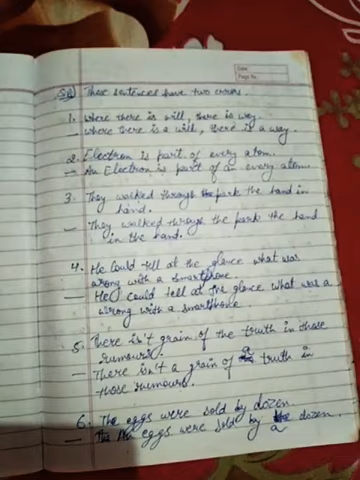 Date
Page No.
Q8) These sentences have two errors.
1. Where there is will, there is way.
— where there is a will, there is a way.
2. Electron is part of every atom.
— An Electron is part of an every atom.
3. They walked through the park the hand in
hand.
— They walked through the park the hand
in the hand.
4. He Could tell at the glance what was
wrong with a smartphone.
— He could tell at the glance what was a
wrong with a smarthone.
5. There isn't grain of the truth in those
rumours.
— There isn't a grain of a truth in
those rumours.
6. The eggs were sold by dozen.
— The eggs were sold by a dozen.